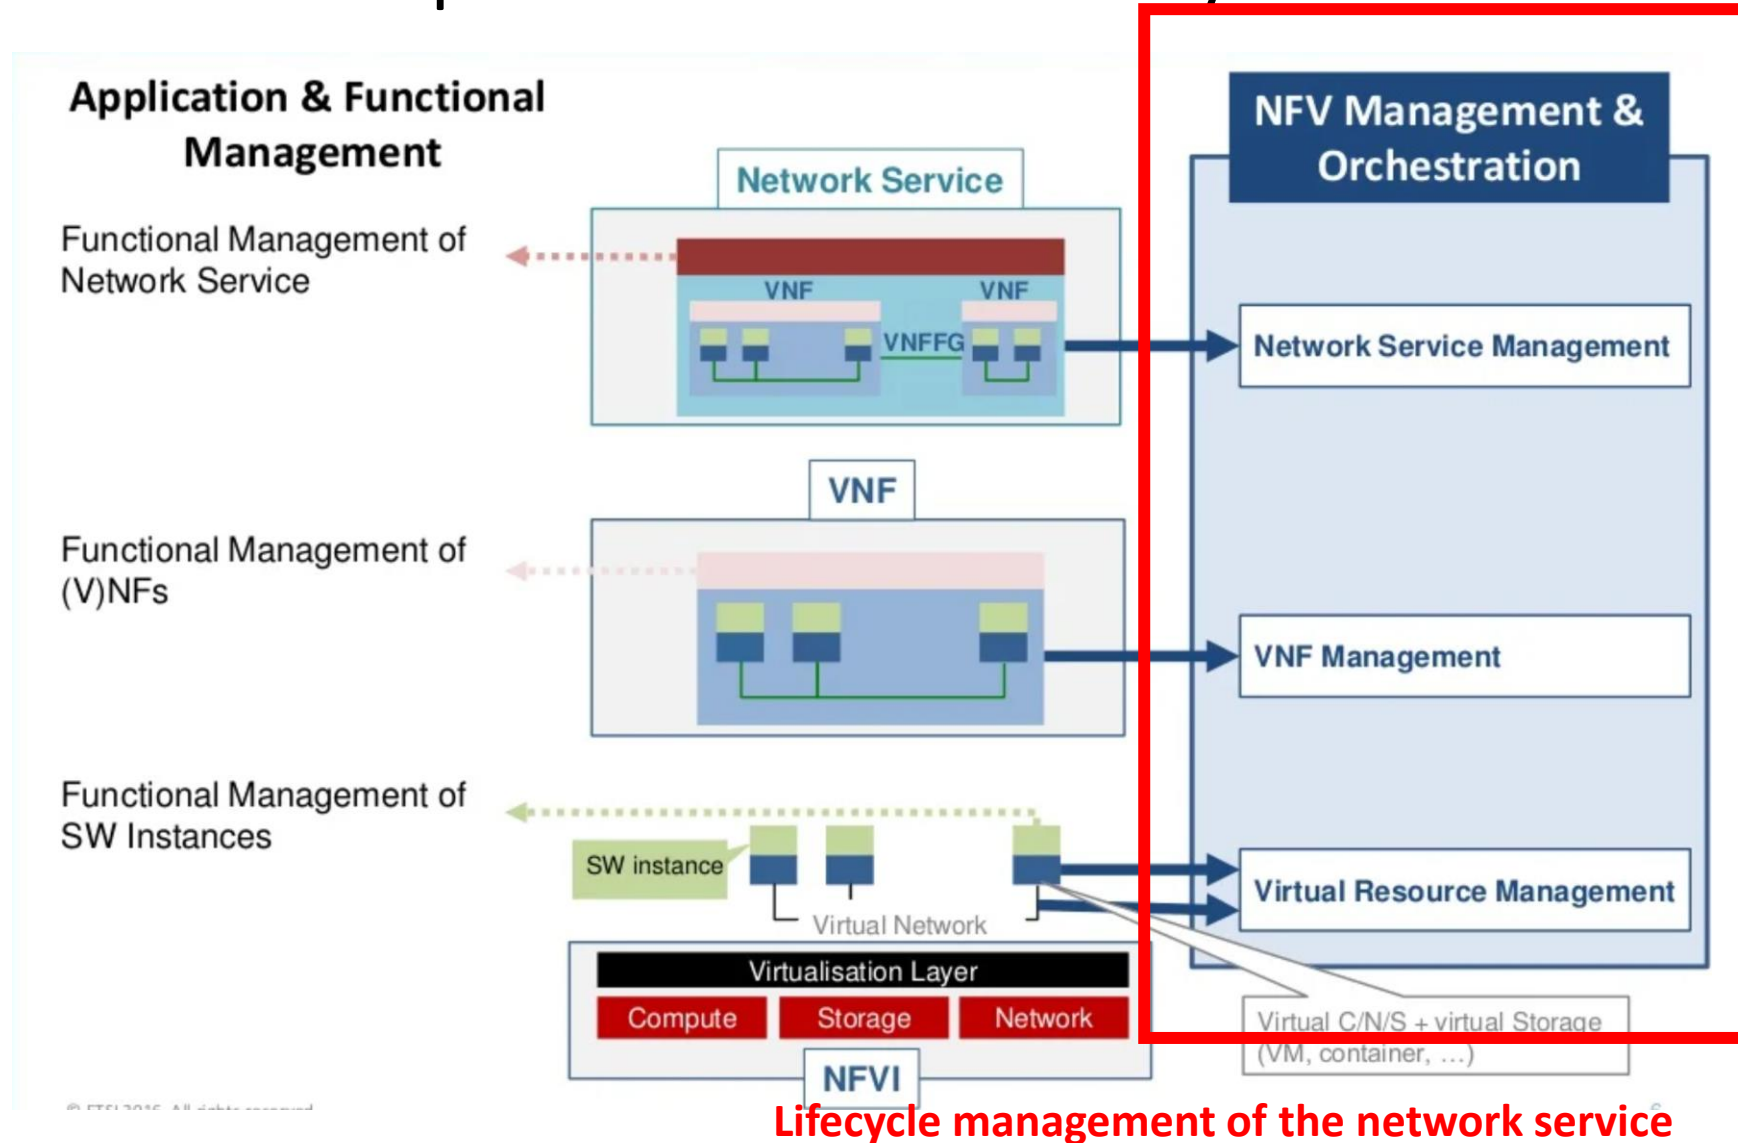 Application & Functional
Management
NFV Management &
Orchestration
Network Service
Functional Management of
Network Service
VNF
VNF
VNFFG
Network Service Management
VNF
Functional Management of
(V)NFs
VNF Management
Functional Management of
SW Instances
SW instance
Virtual Network
Virtual Resource Management
Virtualisation Layer
Compute
Storage
Network
NFVI
Virtual C/N/S + virtual Storage
(VM, container, …)
Lifecycle management of the network service